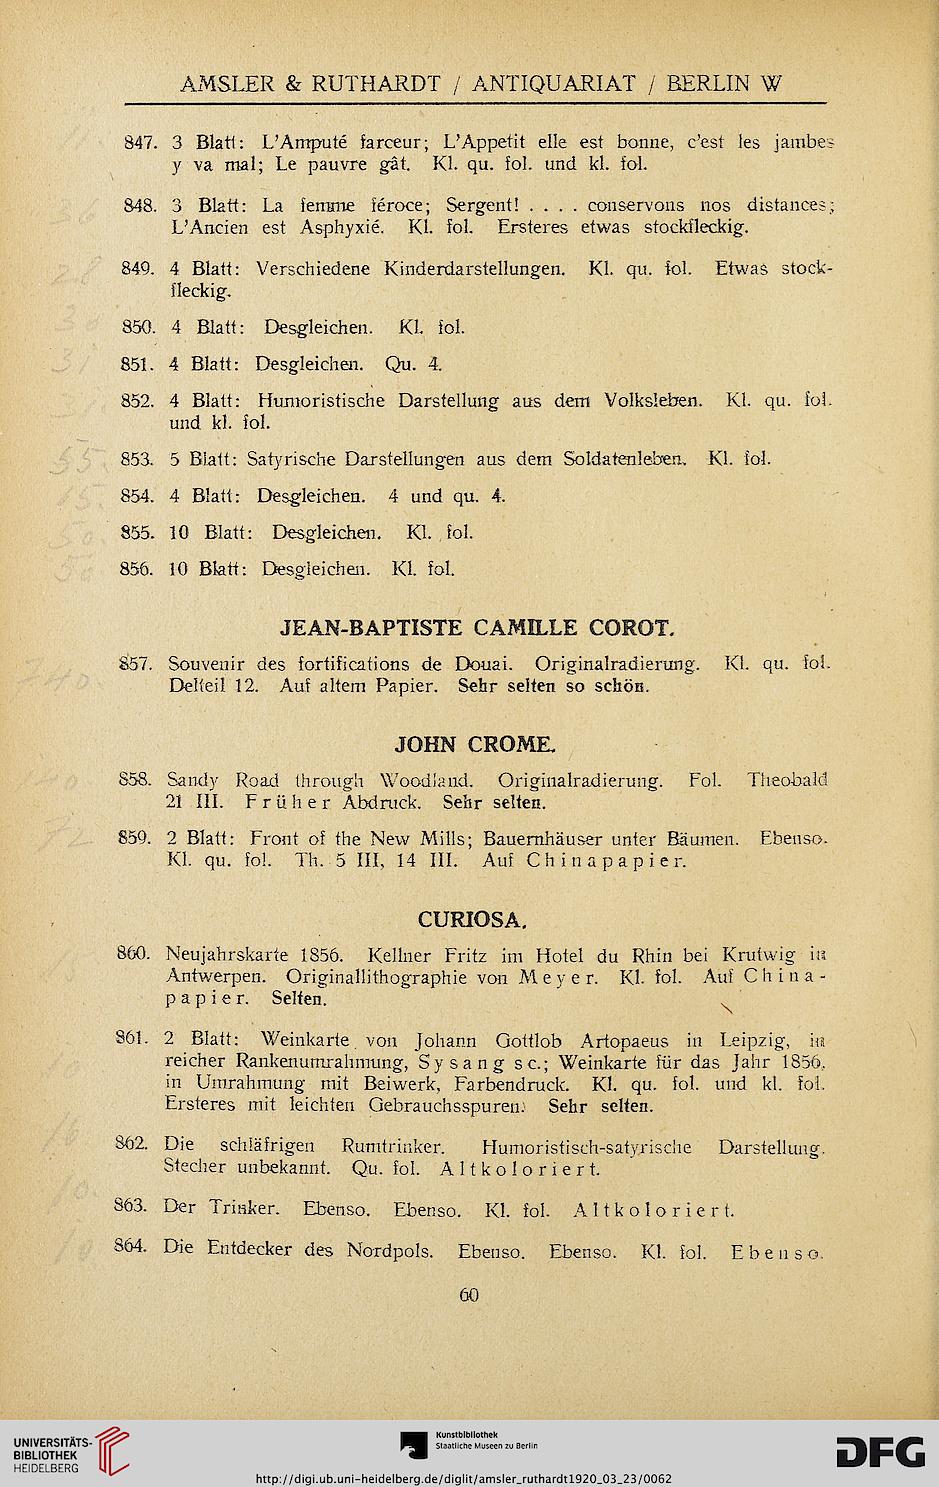 AMSLER & RUTHARDT / ANTIQUARIAT / BERLIN W
847. 3 Blatt: L'Amputé farceur; L'Appetit elle est bonne, c'est les jambes
y va mal; Le pauvre gât. Kl. qu. fol. und kl. fol.
848. 3 Blatt: La femme féroce; Sergent! . . . . conservons nos distances;
L'Ancien est Asphyxié. Kl. fol. Ersteres etwas stockfleckig.
849. 4 Blatt: Verschiedene Kinderdarstellungen. Kl. qu. fol. Etwas stock-
fleckig.
850. 4 Blatt: Desgleichen. Kl. fol.
851. 4 Blatt: Desgleichen. Qu. 4.
852. 4 Blatt: Humoristische Darstellung aus dem Volksleben. Kl. qu. fol.
und kl. fol.
853. 5 Blatt: Satyrische Darstellungen aus dem Soldatenleben. Kl. fol.
854. 4 Blatt: Desgleichen. 4 und qu. 4.
855. 10 Blatt: Desgleichen. Kl. fol.
856. 10 Blatt: Desgleichen. Kl. fol.
JEAN-BAPTISTE CAMILLE COROT.
857. Souvenir des fortifications de Douai. Originalradierung. Kl. qu. fol.
Delteil 12. Auf altem Papier. Sehr selten so schön.
JOHN CROME.
858. Sandy Road through Woodland. Originalradierung. Fol. Theobald
21 III. Früher Abdruck. Sehr selten.
859. 2 Blatt: Front of the New Mills; Bauernhäuser unter Bäumen. Ebenso.
Kl. qu. fol. Th. 5 III, 14 III. Auf Chinapapier.
CURIOSA.
860. Neujahrskarte 1856. Kellner Fritz im Hotel du Rhin bei Krutwig in
Antwerpen. Originallithographie von Meyer. Kl. fol. Auf China-
papier. Selten.
861. 2 Blatt: Weinkarte von Johann Gottlob Artopaeus in Leipzig, in
reicher Rankenumrahmung, Sysang sc.; Weinkarte für das Jahr 1856,
in Umrahmung mit Beiwerk, Farbendruck. Kl. qu. fol. und kl. fol.
Ersteres mit leichten Gebrauchsspuren. Sehr selten.
862. Die schläfrigen Rumtrinker. Humoristisch-satyrische Darstellung.
Stecher unbekannt. Qu. fol. Altkoloriert.
863. Der Trinker. Ebenso. Ebenso. Kl. fol. Altkoloriert.
864. Die Entdecker des Nordpols. Ebenso. Ebenso. Kl. fol. Ebenso.
60
UNIVERSITÄTS-
BIBLIOTHEK
HEIDELBERG
Kunstbibliothek
Staatliche Museen zu Berlin
DFG
http://digi.ub.uni-heidelberg.de/diglit/amsler_ruthardt1920_03_23/0062